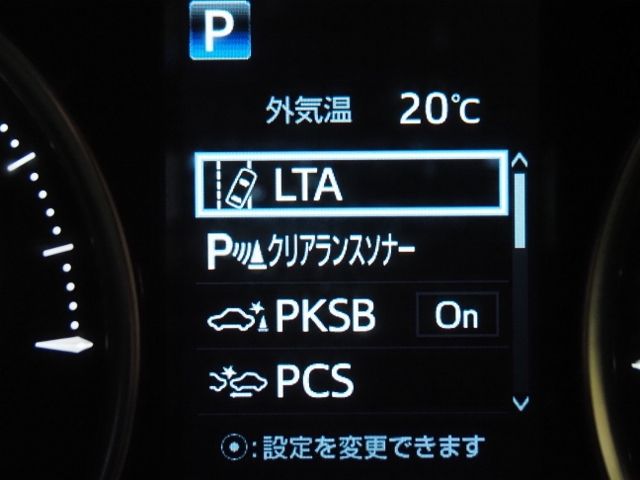 P
外気温 20℃
LTA
Pクリアランスソナー
PKSB On
PCS
:設定を変更できます